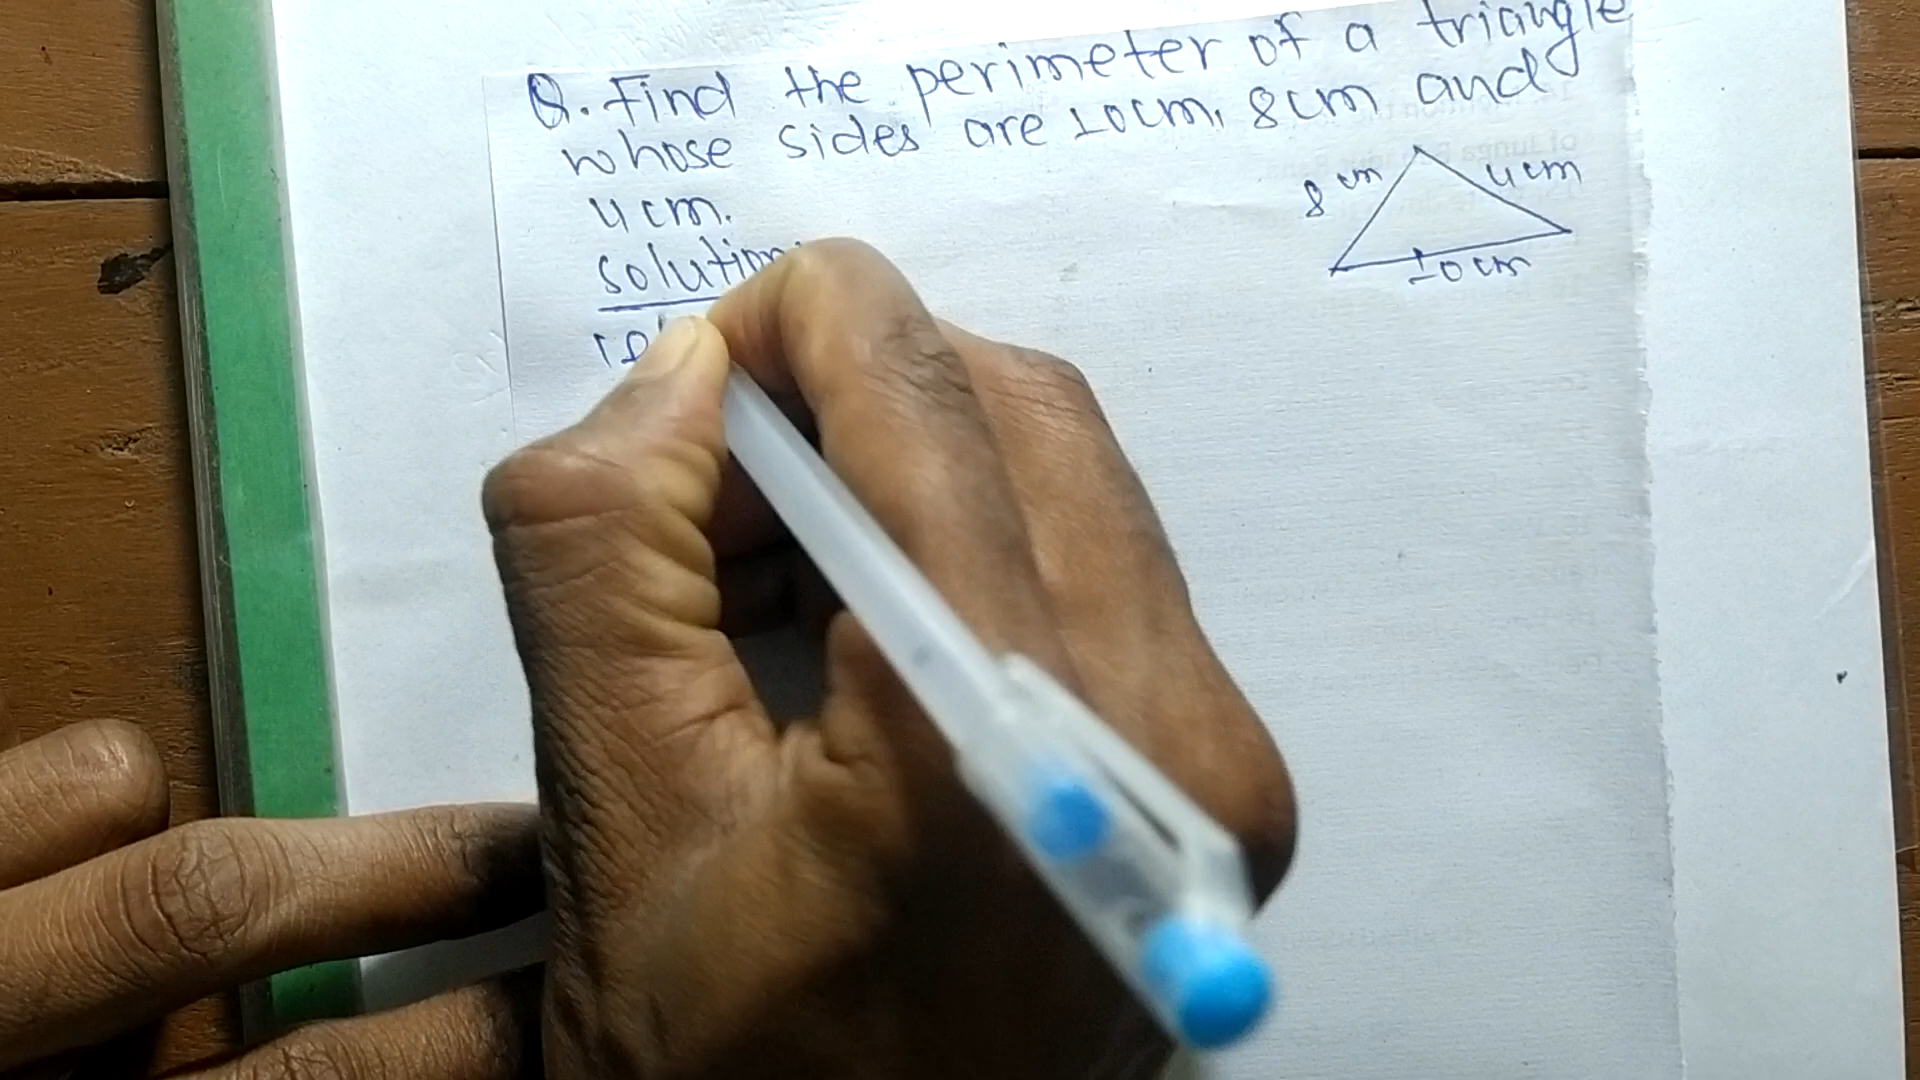 Q. Find the perimeter of a triangle
whose sides are 10cm, 8cm and
4cm.
8 cm
4cm
10 cm
solution